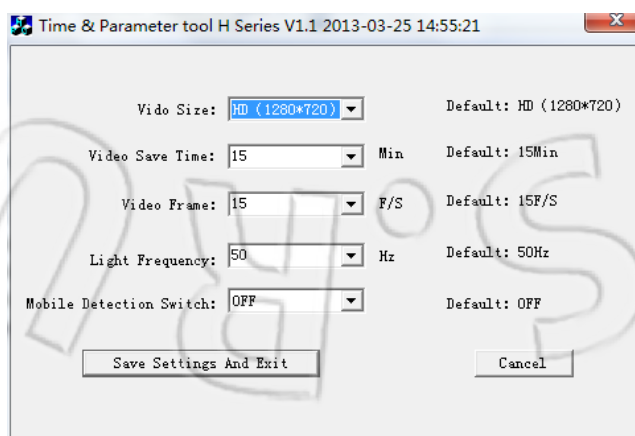 Time & Parameter tool H Series V1.1 2013-03-25 14:55:21
Vido Size: HD (1280*720) Default: HD (1280*720)
Video Save Time: 15 Min Default: 15Min
Video Frame: 15 F/S Default: 15F/S
Light Frequency: 50 Hz Default: 50Hz
Mobile Detection Switch: OFF Default: OFF
Save Settings And Exit Cancel